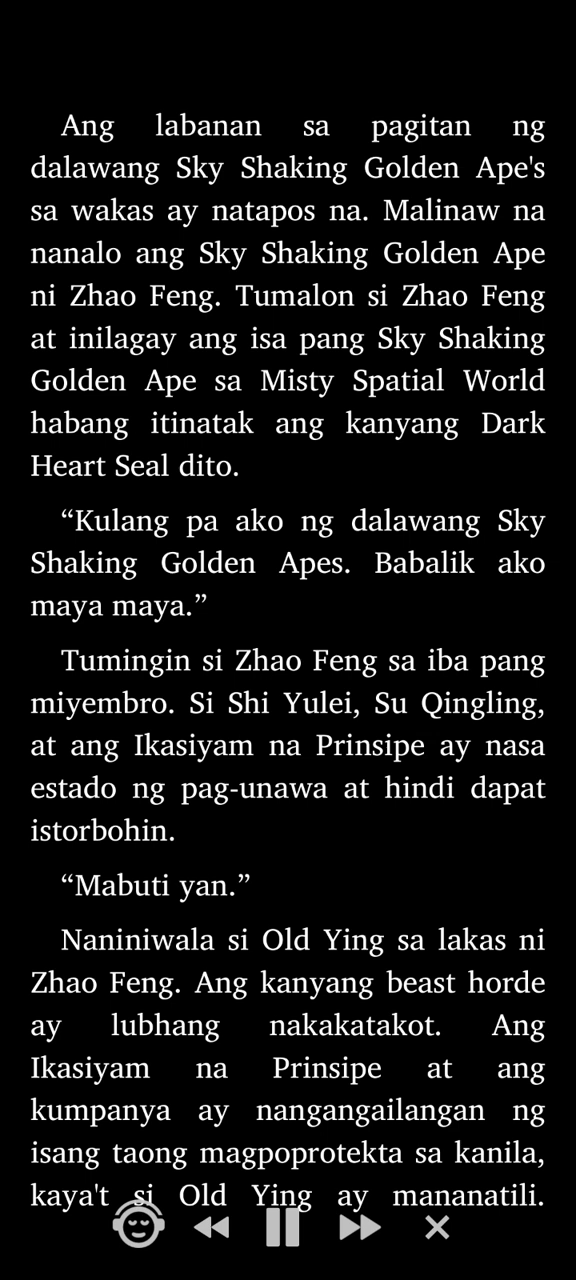 Ang labanan sa pagitan ng
dalawang Sky Shaking Golden Ape's
sa wakas ay natapos na. Malinaw na
nanalo ang Sky Shaking Golden Ape
ni Zhao Feng. Tumalon si Zhao Feng
at inilagay ang isa pang Sky Shaking
Golden Ape sa Misty Spatial World
habang itinatak ang kanyang Dark
Heart Seal dito.
“Kulang pa ako ng dalawang Sky
Shaking Golden Apes. Babalik ako
maya maya.”
Tumingin si Zhao Feng sa iba pang
miyembro. Si Shi Yulei, Su Qingling,
at ang Ikasiyam na Prinsipe ay nasa
estado ng pag-unawa at hindi dapat
istorbohin.
“Mabuti yan.”
Naniniwala si Old Ying sa lakas ni
Zhao Feng. Ang kanyang beast horde
ay lubhang nakakatakot. Ang
Ikasiyam na Prinsipe at ang
kumpanya ay nangangailangan ng
isang taong magpoprotekta sa kanila,
kaya't si Old Ying ay mananatili.